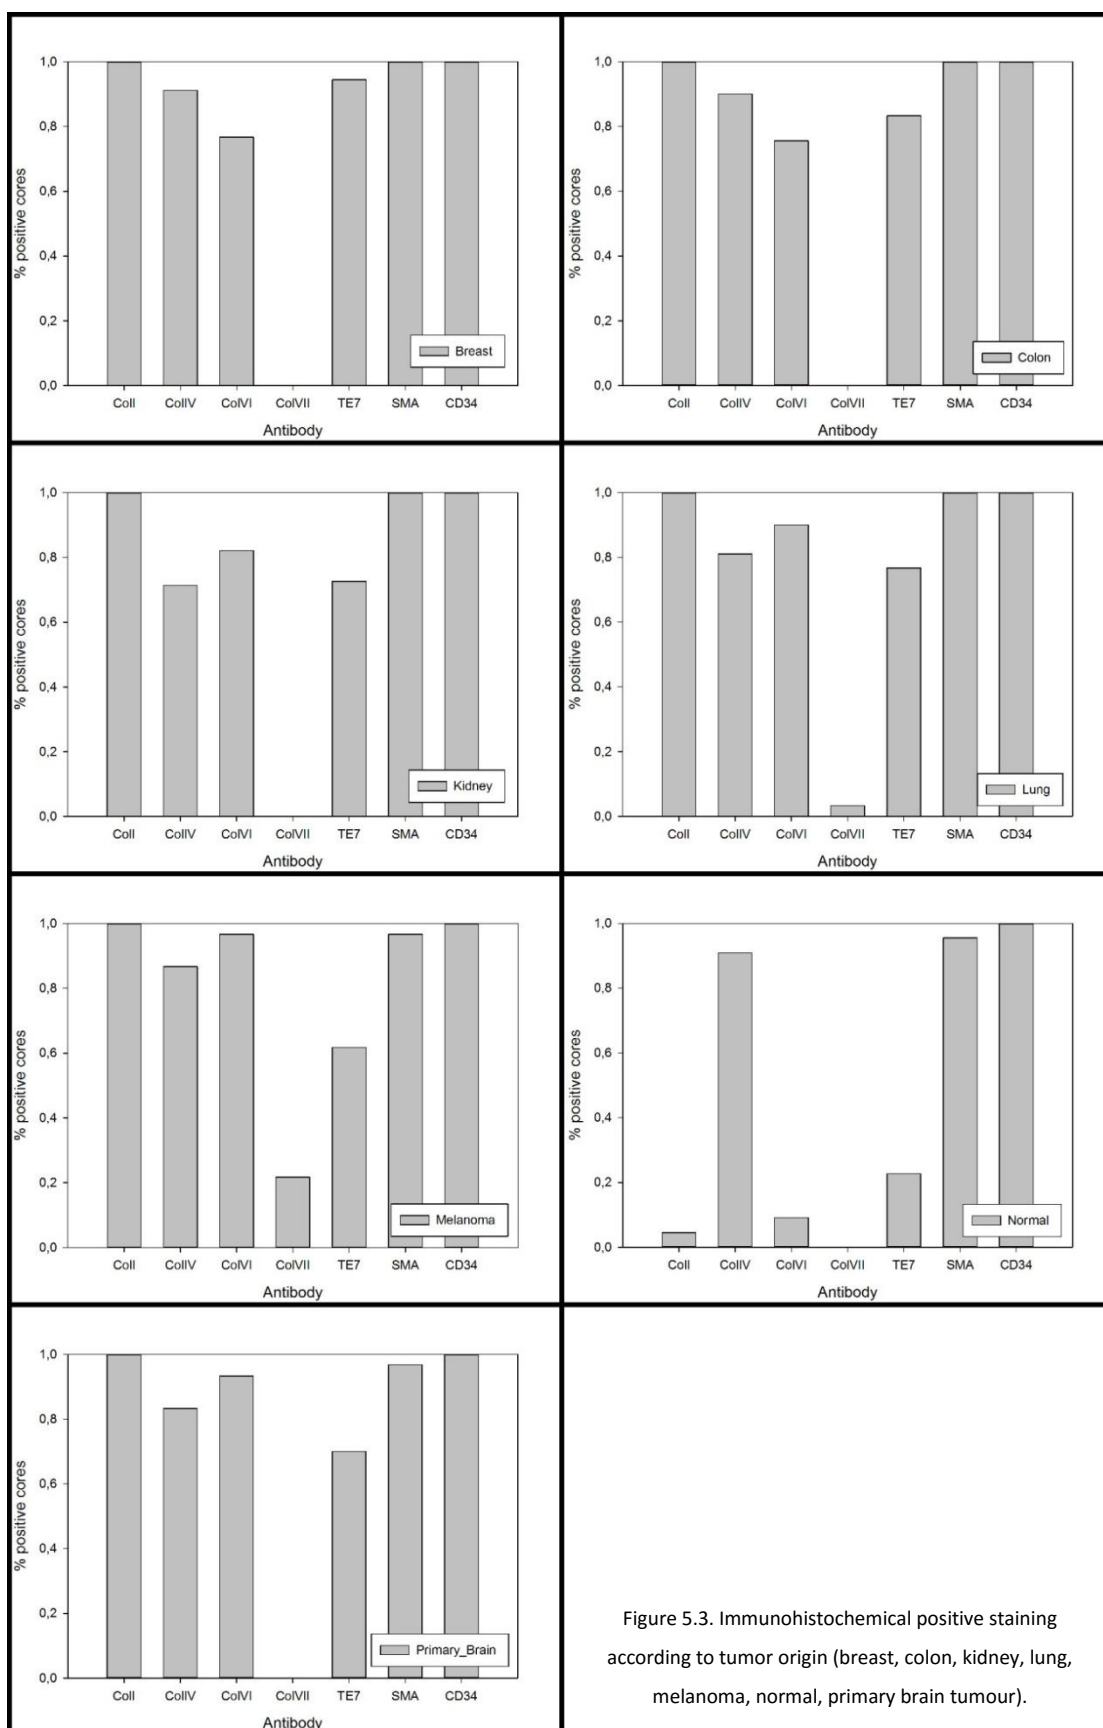 % positive cores
1,0
0,8
0,6
0,4
0,2
0,0
Breast
ColI ColIV ColVI ColVII TE7 SMA CD34
Antibody
% positive cores
1,0
0,8
0,6
0,4
0,2
0,0
Colon
ColI ColIV ColVI ColVII TE7 SMA CD34
Antibody
% positive cores
1,0
0,8
0,6
0,4
0,2
0,0
Kidney
ColI ColIV ColVI ColVII TE7 SMA CD34
Antibody
% positive cores
1,0
0,8
0,6
0,4
0,2
0,0
Lung
ColI ColIV ColVI ColVII TE7 SMA CD34
Antibody
% positive cores
1,0
0,8
0,6
0,4
0,2
0,0
Melanoma
ColI ColIV ColVI ColVII TE7 SMA CD34
Antibody
% positive cores
1,0
0,8
0,6
0,4
0,2
0,0
Normal
ColI ColIV ColVI ColVII TE7 SMA CD34
Antibody
% positive cores
1,0
0,8
0,6
0,4
0,2
0,0
Primary_Brain
ColI ColIV ColVI ColVII TE7 SMA CD34
Antibody
Figure 5.3. Immunohistochemical positive staining
according to tumor origin (breast, colon, kidney, lung,
melanoma, normal, primary brain tumour).